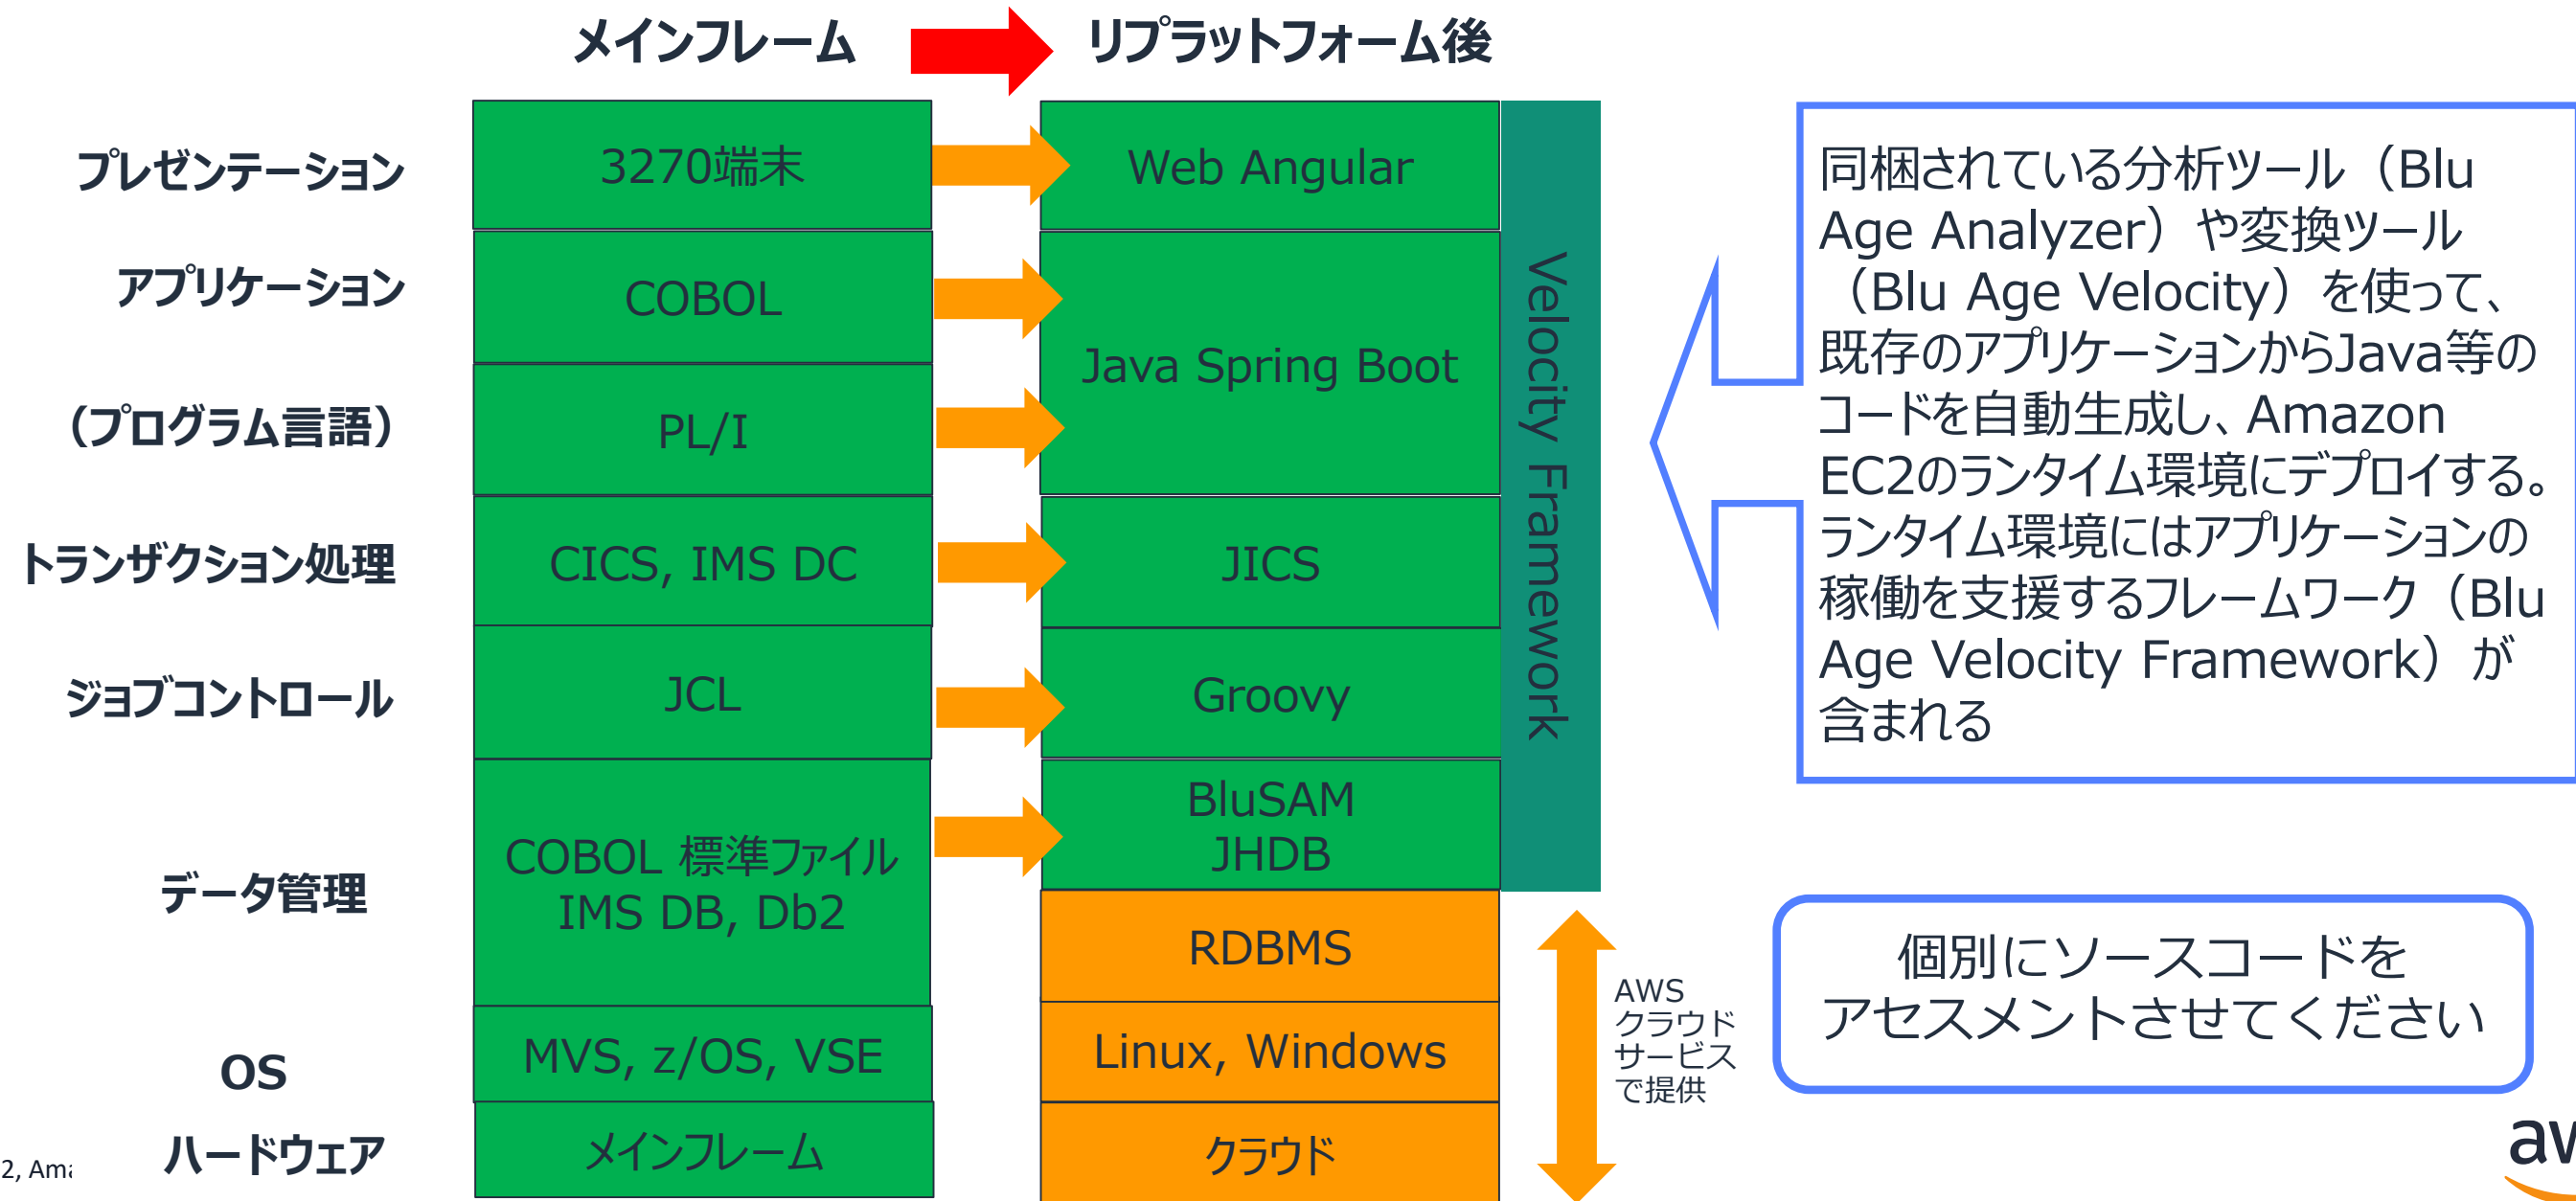 メインフレーム
リプラットフォーム後
プレゼンテーション
3270端末
Web Angular
アプリケーション
COBOL
Java Spring Boot
(プログラム言語)
PL/I
トランザクション処理
CICS, IMS DC
JICS
ジョブコントロール
JCL
Groovy
データ管理
COBOL 標準ファイル
IMS DB, Db2
BluSAM
JHDB
RDBMS
OS
MVS, z/OS, VSE
Linux, Windows
ハードウェア
メインフレーム
クラウド
Velocity Framework
同梱されている分析ツール（Blu
Age Analyzer）や変換ツール
（Blu Age Velocity）を使って、
既存のアプリケーションからJava等の
コードを自動生成し、Amazon
EC2のランタイム環境にデプロイする。
ランタイム環境にはアプリケーションの
稼働を支援するフレームワーク（Blu
Age Velocity Framework）が
含まれる
AWS
クラウド
サービス
で提供
個別にソースコードを
アセスメントさせてください
2,